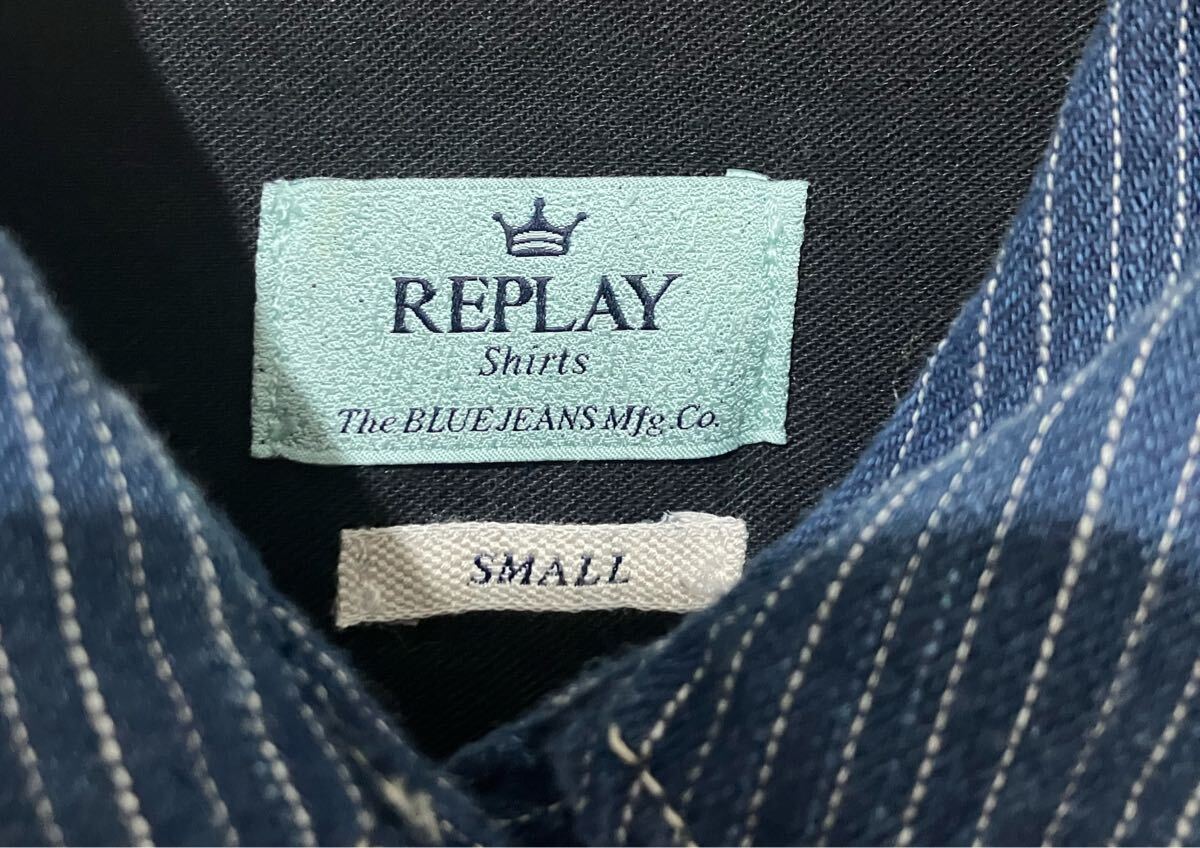 REPLAY
Shirts
The BLUE JEANS Mfg. Co.
SMALL